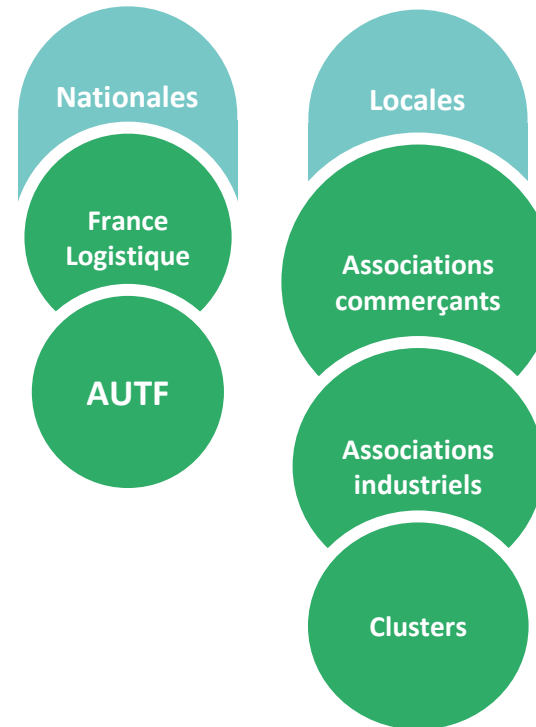 Nationales
France
Logistique
AUTF
Locales
Associations
commerçants
Associations
industriels
Clusters